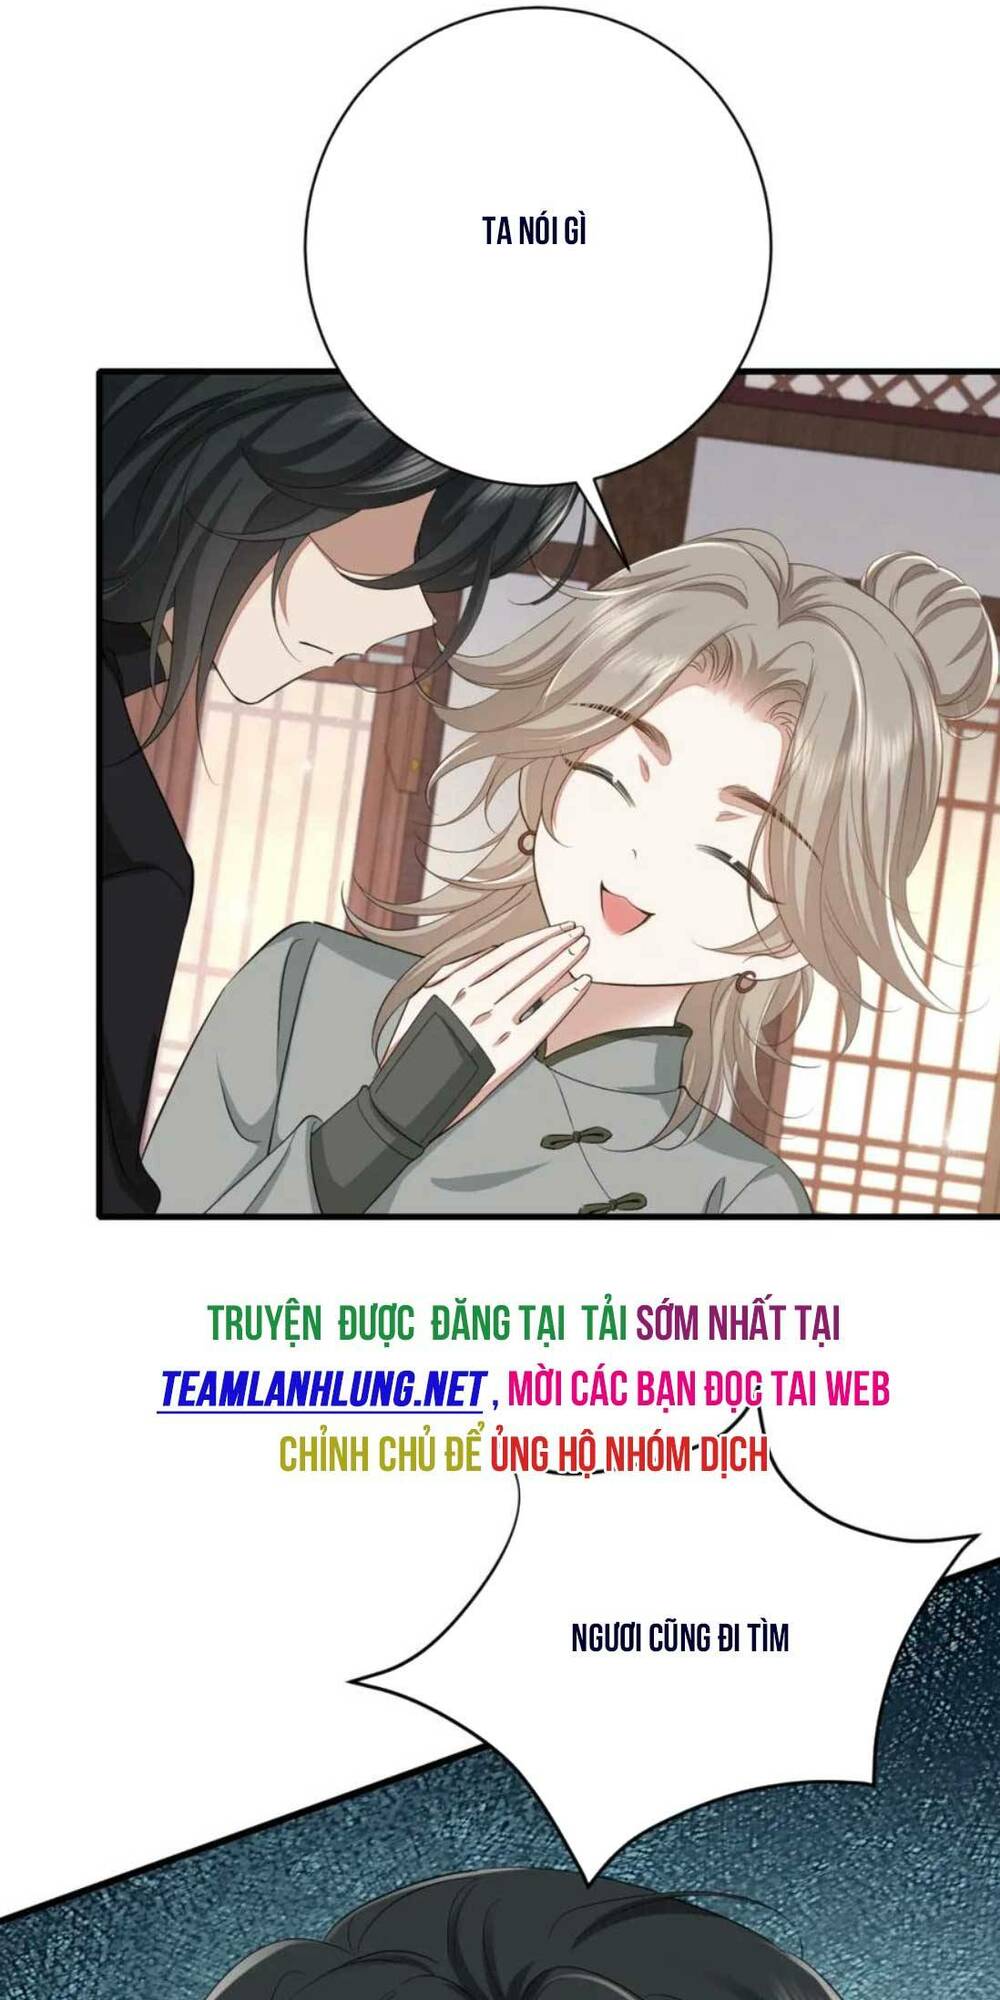 TA NÓI GÌ
TRUYỆN ĐƯỢC ĐĂNG TẠI TẢI SỚM NHẤT TẠI
TEAMLANHLUNG.NET , MỜI CÁC BẠN ĐỌC TAI WEB
CHỈNH CHỦ ĐỂ ỦNG HỘ NHÓM DỊCH
NGƯƠI CŨNG ĐI TÌM